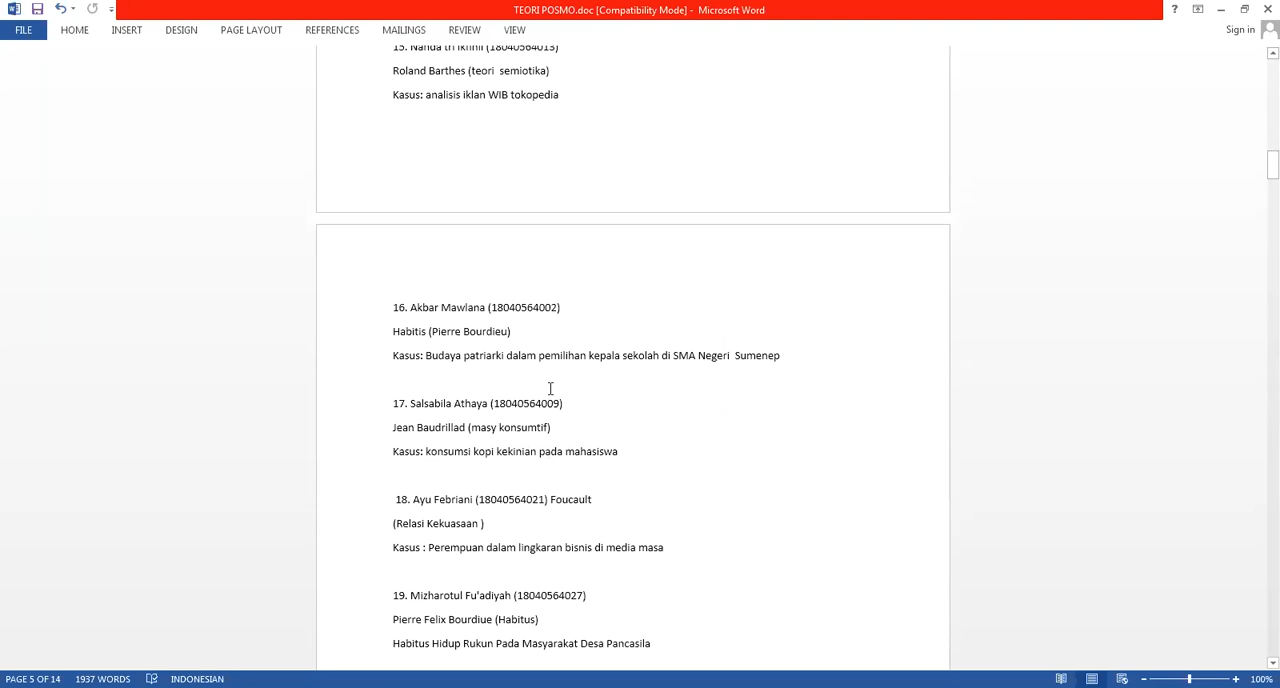 TEORI POSMO.doc [Compatibility Mode] - Microsoft Word
FILE HOME INSERT DESIGN PAGE LAYOUT REFERENCES MAILINGS REVIEW VIEW Sign in
15. Nanda tri ikfinii (18040564013)
Roland Barthes (teori semiotika)
Kasus: analisis iklan WIB tokopedia
16. Akbar Mawlana (18040564002)
Habitis (Pierre Bourdieu)
Kasus: Budaya patriarki dalam pemilihan kepala sekolah di SMA Negeri Sumenep
17. Salsabila Athaya (18040564009)
Jean Baudrillad (masy konsumtif)
Kasus: konsumsi kopi kekinian pada mahasiswa
18. Ayu Febriani (18040564021) Foucault
(Relasi Kekuasaan )
Kasus : Perempuan dalam lingkaran bisnis di media masa
19. Mizharotul Fu'adiyah (18040564027)
Pierre Felix Bourdiue (Habitus)
Habitus Hidup Rukun Pada Masyarakat Desa Pancasila
PAGE 5 OF 14 1937 WORDS INDONESIAN 100%